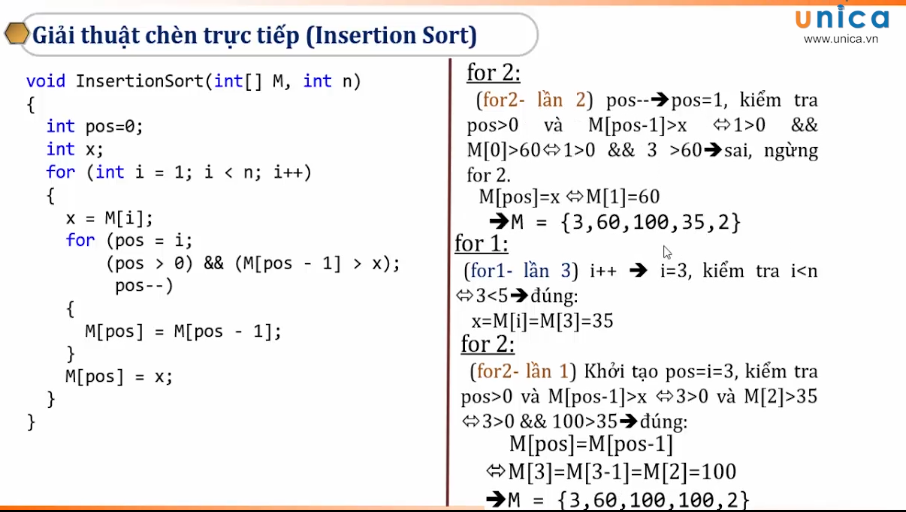 Giải thuật chèn trực tiếp (Insertion Sort)
unica
www.unica.vn
void InsertionSort(int[] M, int n)
{
int pos=0;
int x;
for (int i = 1; i < n; i++)
{
x = M[i];
for (pos = i;
(pos > 0) && (M[pos - 1] > x);
pos--)
{
M[pos] = M[pos - 1];
}
M[pos] = x;
}
}
for 2:
(for2- lần 2) pos--➔pos=1, kiểm tra
pos>0 và M[pos-1]>x ⇔1>0 &&
M[0]>60⇔1>0 && 3 >60➔sai, ngừng
for 2.
M[pos]=x ⇔M[1]=60
➔M = {3,60,100,35,2}
for 1:
(for1- lần 3) i++ ➔ i=3, kiểm tra i<n
⇔3<5➔đúng:
x=M[i]=M[3]=35
for 2:
(for2- lần 1) Khởi tạo pos=i=3, kiểm tra
pos>0 và M[pos-1]>x ⇔3>0 và M[2]>35
⇔3>0 && 100>35➔đúng:
M[pos]=M[pos-1]
⇔M[3]=M[3-1]=M[2]=100
➔M = {3,60,100,100,2}